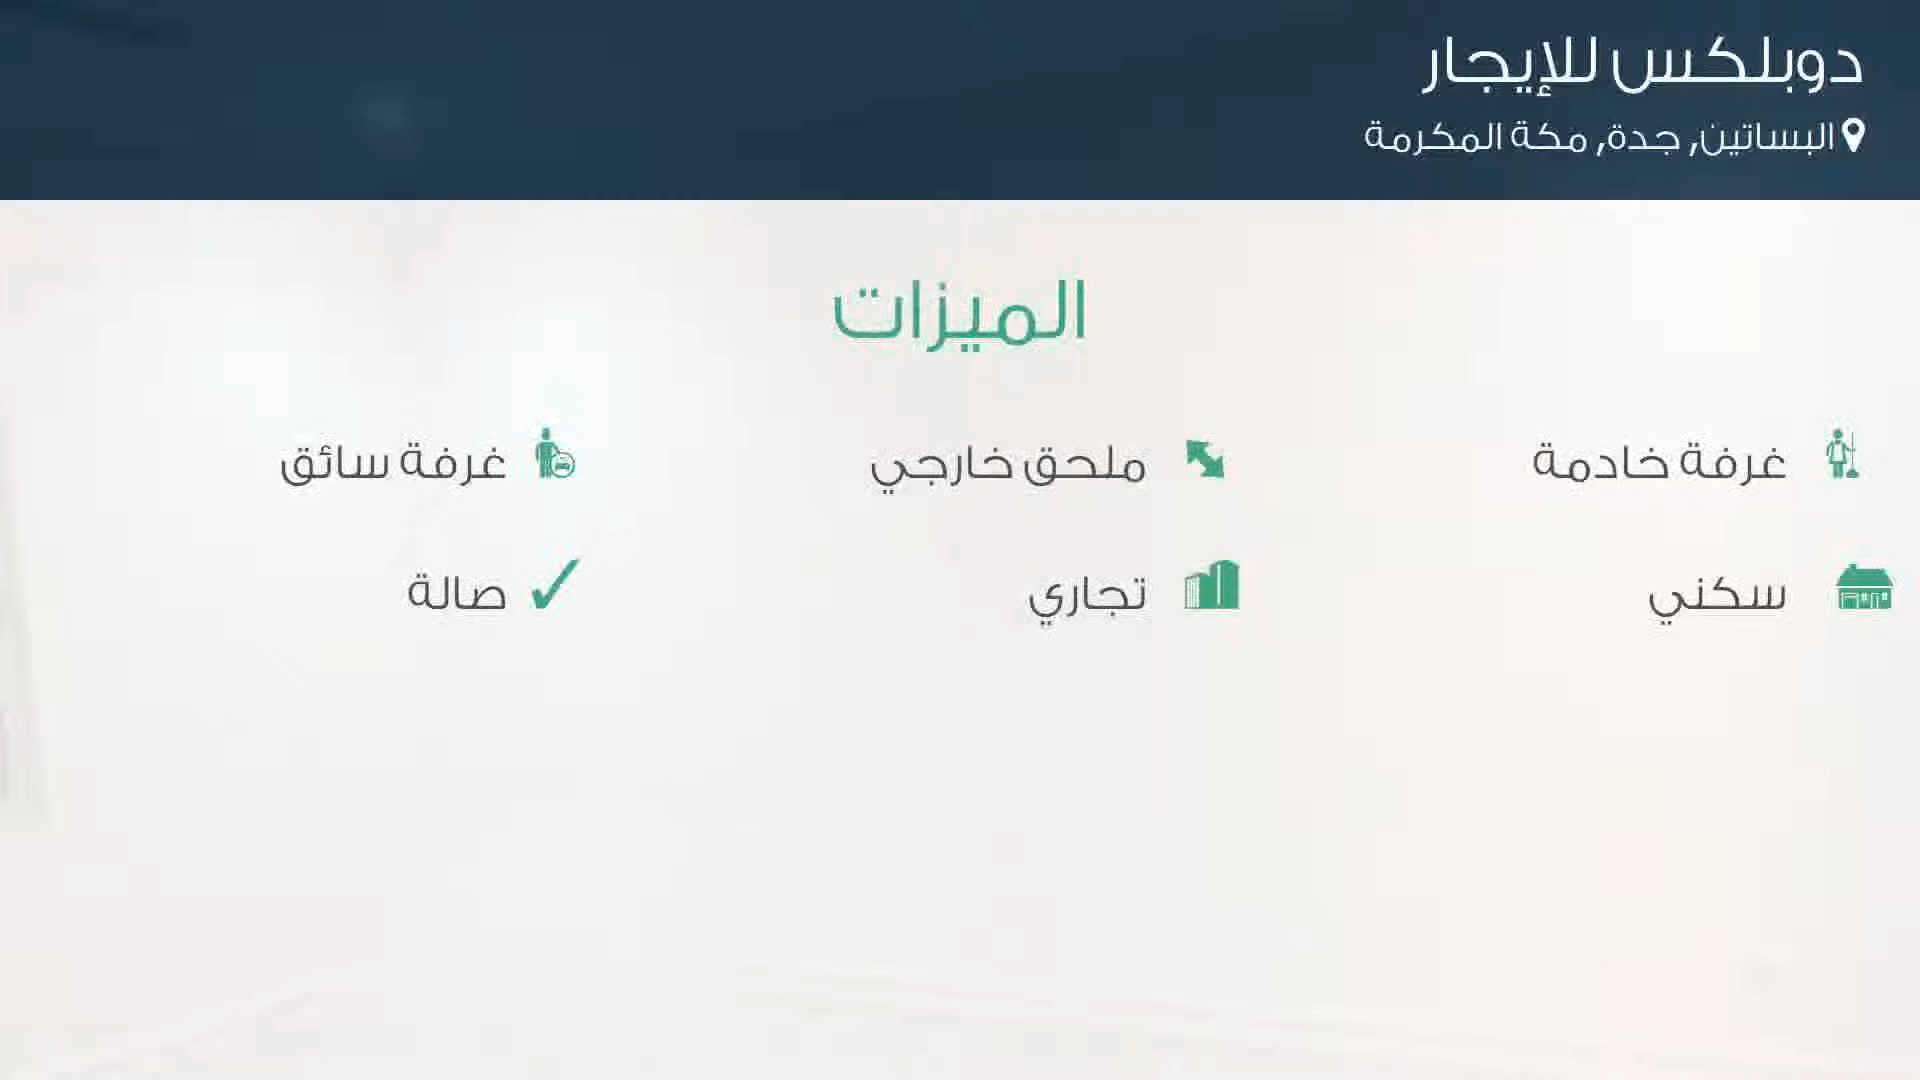 دوبلكس للإيجار
البساتين, جدة, مكة المكرمة
الميزات
غرفة خادمة
ملحق خارجي
غرفة سائق
سكني
تجاري
صالة